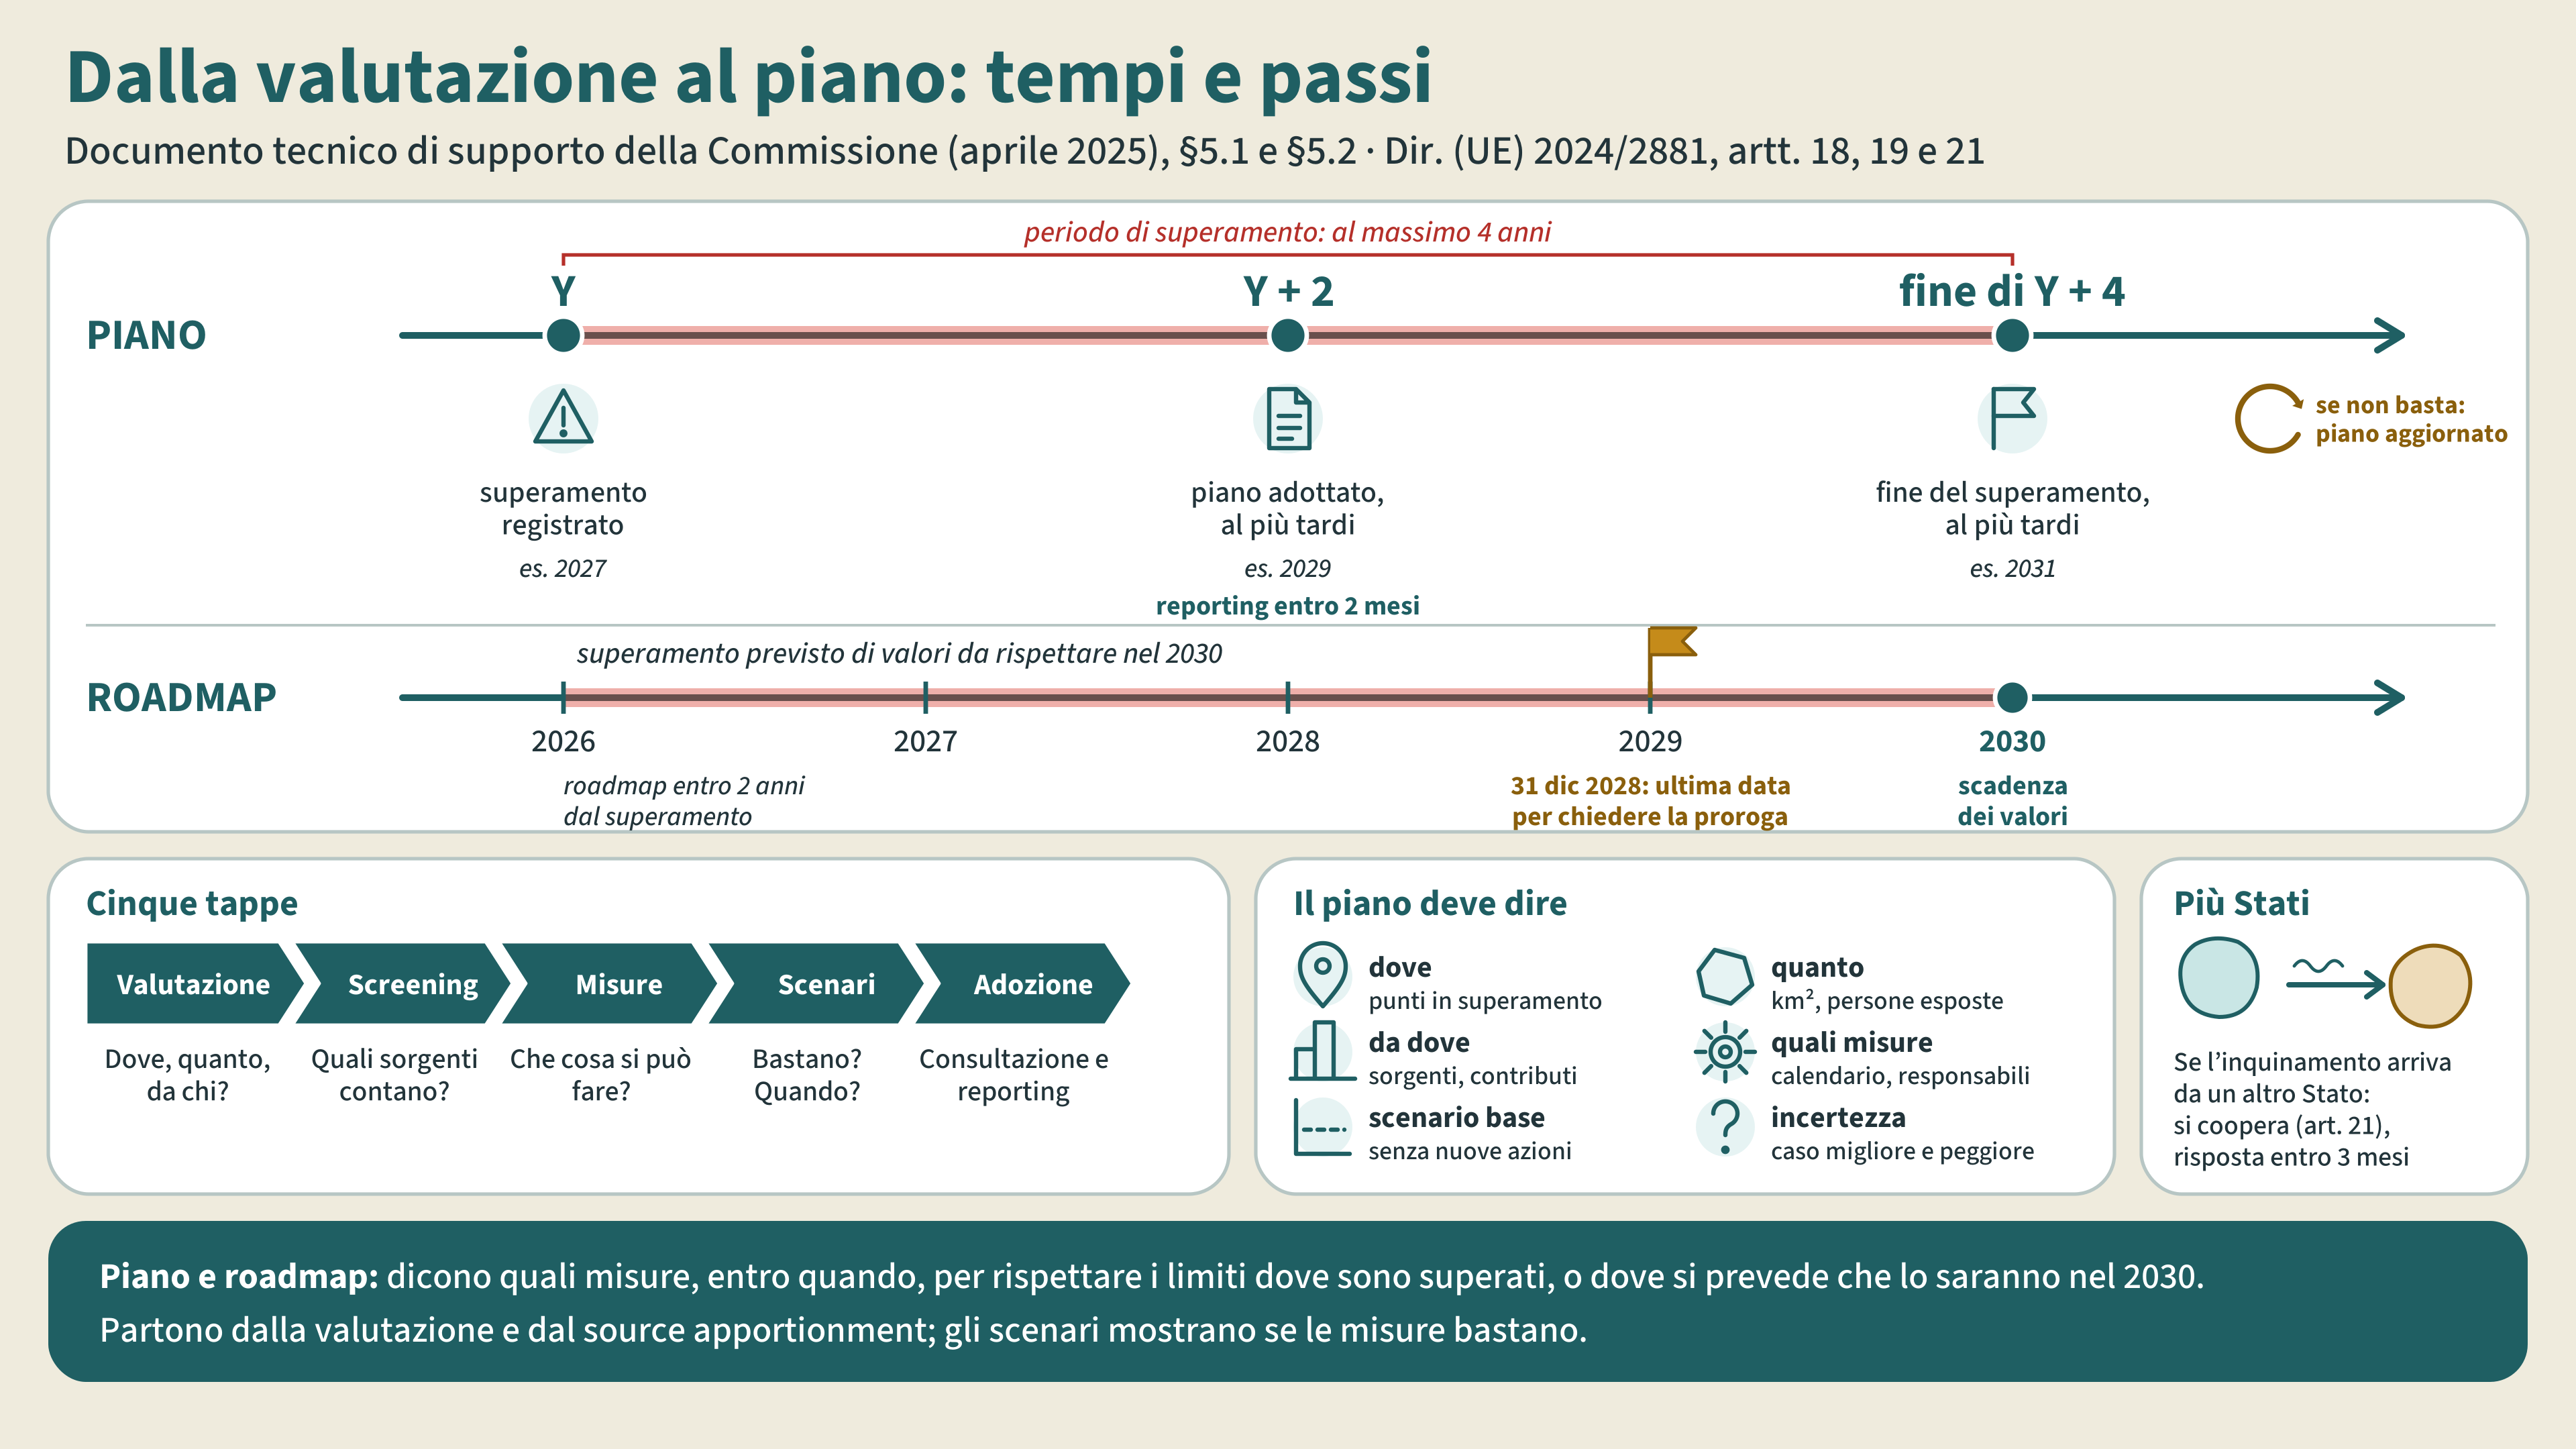 Dalla valutazione al piano: tempi e passi
Documento tecnico di supporto della Commissione (aprile 2025), §5.1 e §5.2 · Dir. (UE) 2024/2881, artt. 18, 19 e 21
periodo di superamento: al massimo 4 anni
Y
Y + 2
fine di Y + 4
PIANO
se non basta:
piano aggiornato
superamento
registrato
es. 2027
piano adottato,
al più tardi
es. 2029
reporting entro 2 mesi
fine del superamento,
al più tardi
es. 2031
superamento previsto di valori da rispettare nel 2030
ROADMAP
2026
2027
2028
2029
2030
roadmap entro 2 anni
dal superamento
31 dic 2028: ultima data
per chiedere la proroga
scadenza
dei valori
Cinque tappe
Valutazione
Screening
Misure
Scenari
Adozione
Dove, quanto,
da chi?
Quali sorgenti
contano?
Che cosa si può
fare?
Bastano?
Quando?
Consultazione e
reporting
Il piano deve dire
dove
punti in superamento
quanto
km², persone esposte
da dove
sorgenti, contributi
quali misure
calendario, responsabili
scenario base
senza nuove azioni
incertezza
caso migliore e peggiore
Più Stati
Se l’inquinamento arriva
da un altro Stato:
si coopera (art. 21),
risposta entro 3 mesi
Piano e roadmap: dicono quali misure, entro quando, per rispettare i limiti dove sono superati, o dove si prevede che lo saranno nel 2030.
Partono dalla valutazione e dal source apportionment; gli scenari mostrano se le misure bastano.